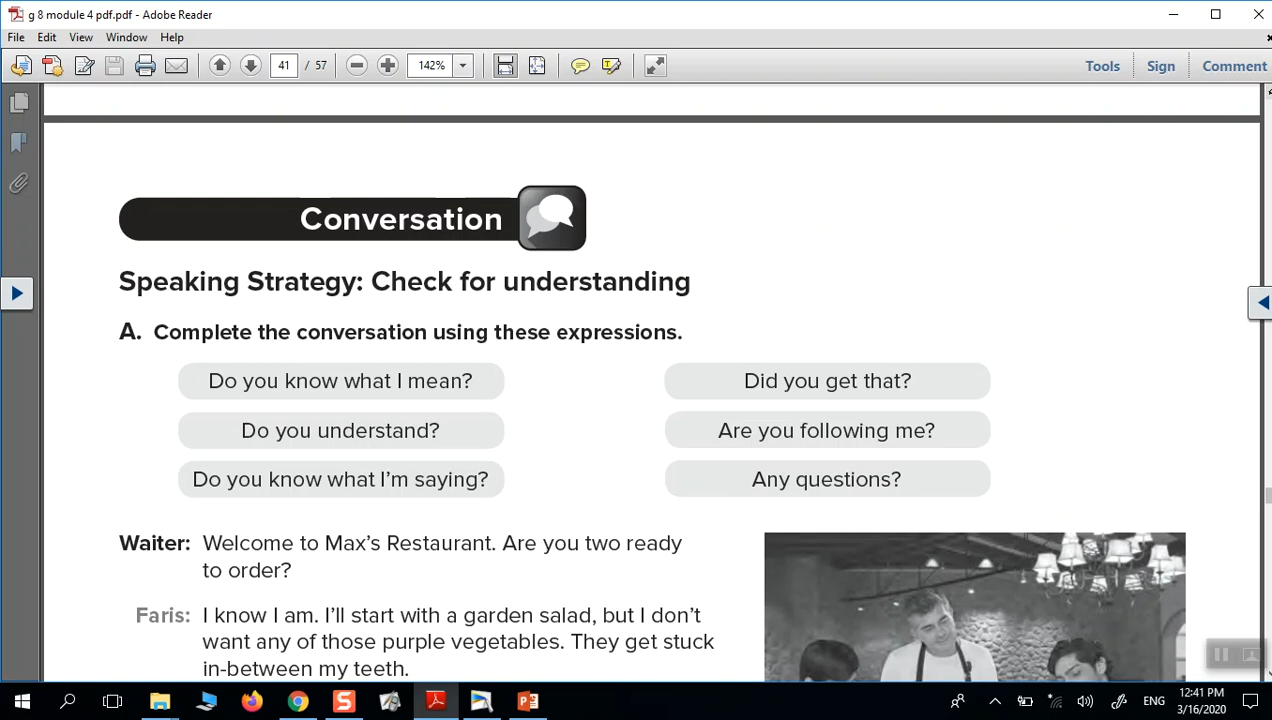 g 8 module 4 pdf.pdf - Adobe Reader
File Edit View Window Help
41 / 57 142% Tools Sign Comment
Conversation
Speaking Strategy: Check for understanding
A. Complete the conversation using these expressions.
Do you know what I mean? Did you get that?
Do you understand? Are you following me?
Do you know what I'm saying? Any questions?
Waiter: Welcome to Max's Restaurant. Are you two ready
to order?
Faris: I know I am. I'll start with a garden salad, but I don't
want any of those purple vegetables. They get stuck
in-between my teeth.
ENG 12:41 PM
3/16/2020